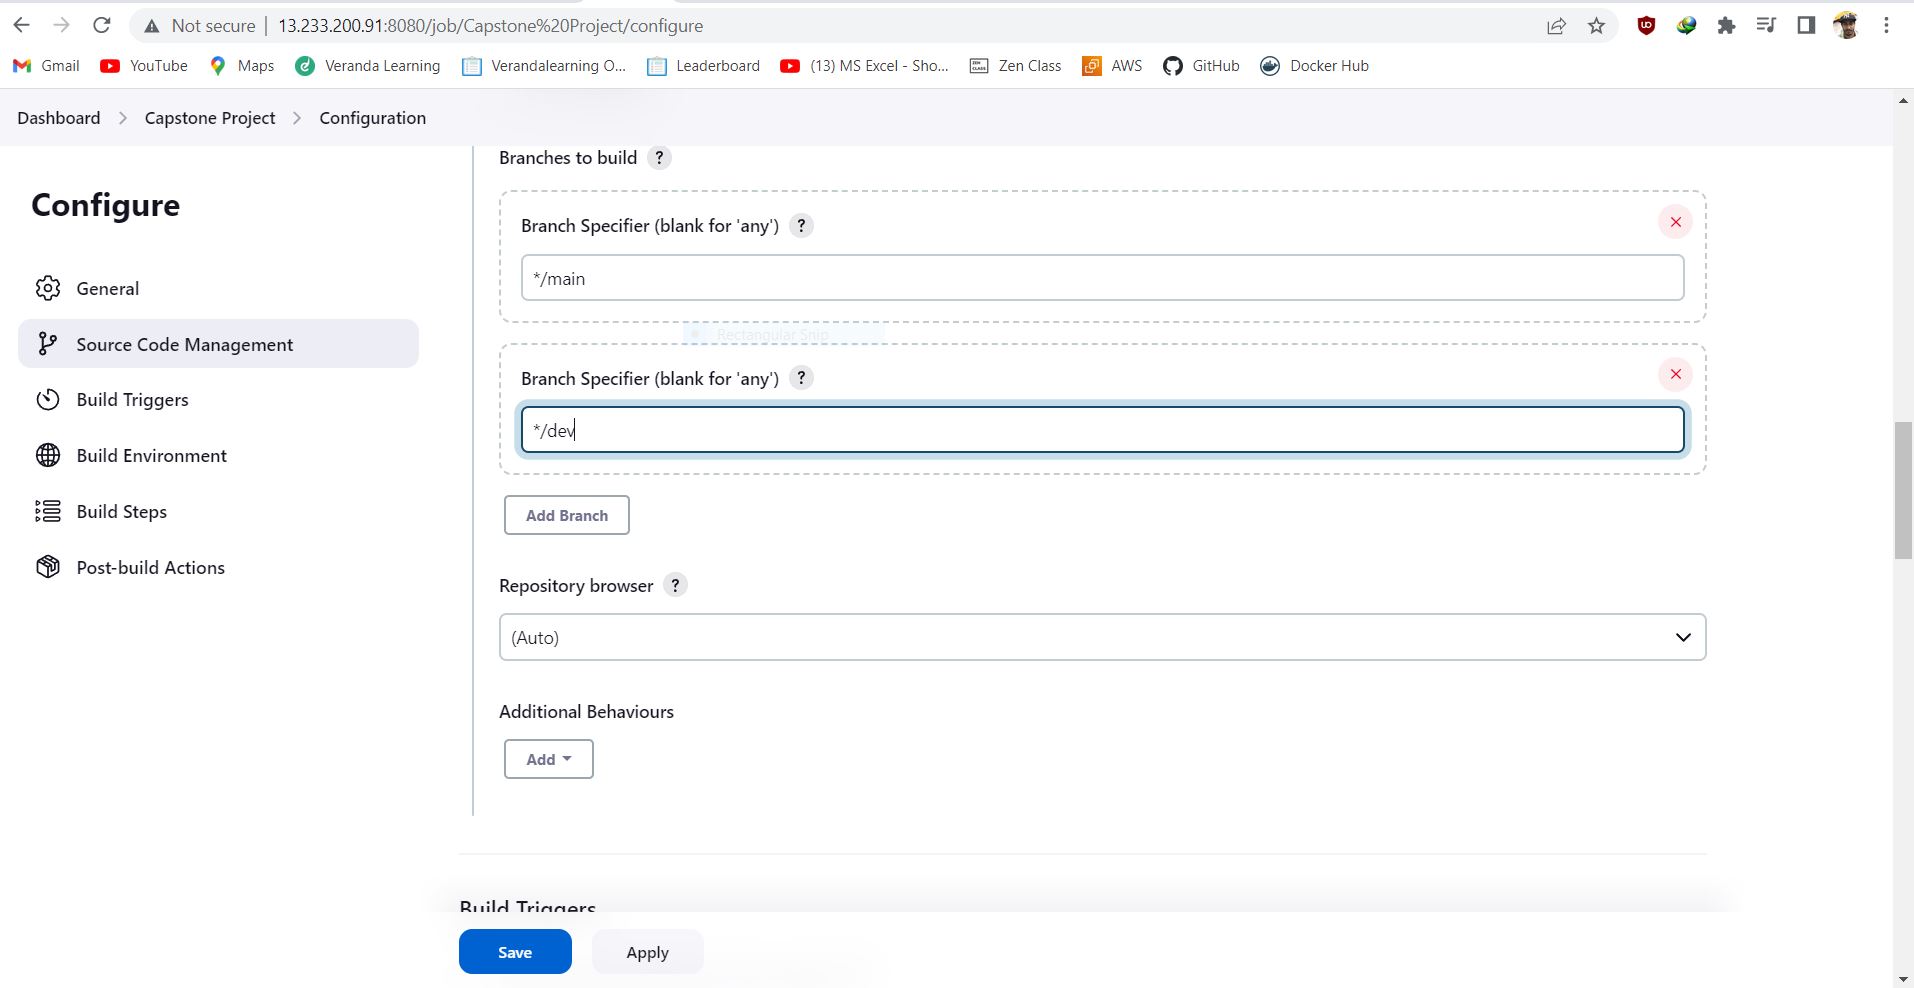 Not secure | 13.233.200.91:8080/job/Capstone%20Project/configure
Gmail YouTube Maps Veranda Learning Verandalearning O... Leaderboard (13) MS Excel - Sho... Zen Class AWS GitHub Docker Hub
Dashboard > Capstone Project > Configuration
Configure
General
Source Code Management
Build Triggers
Build Environment
Build Steps
Post-build Actions
Branches to build ?
Branch Specifier (blank for 'any') ?
*/main
Rectangular Snip
Branch Specifier (blank for 'any') ?
*/dev
Add Branch
Repository browser ?
(Auto)
Additional Behaviours
Add
Build Triggers
Save Apply